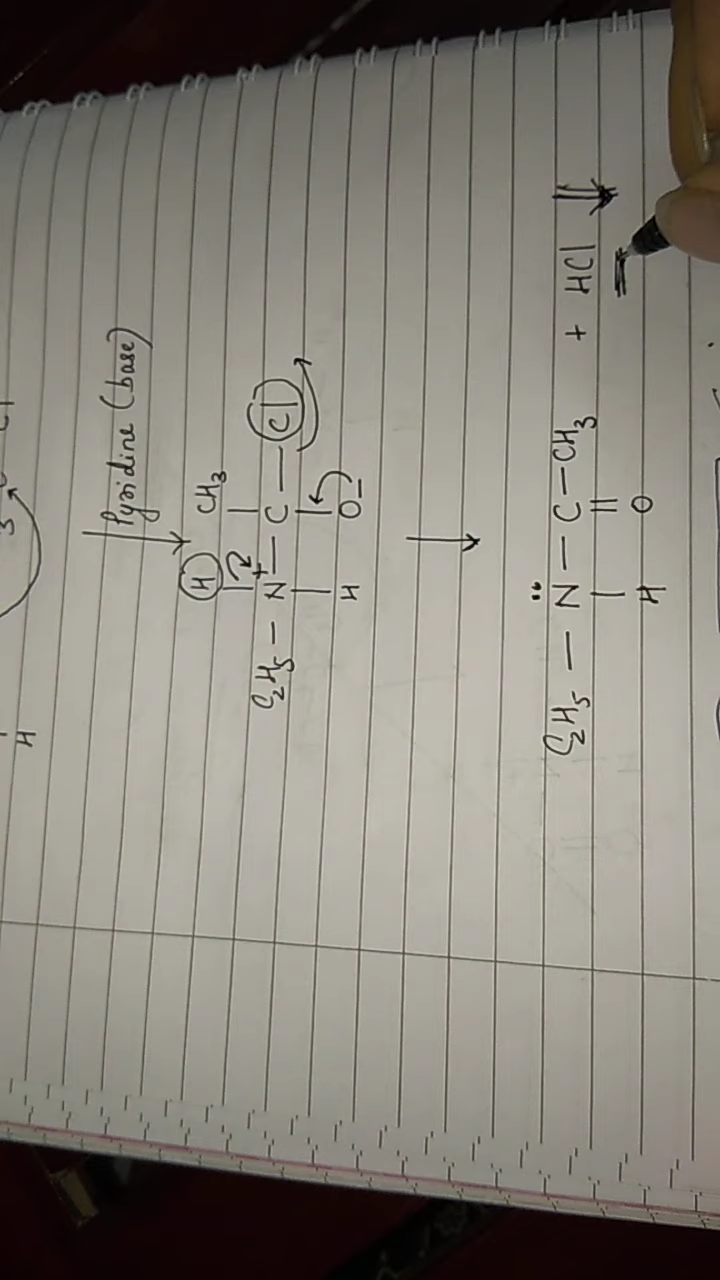 H
Pyridine (base)
H CH3
C2H5 — N+ — C — Cl
H O−
C2H5 — N̈ — C — CH3 + HCl
H O